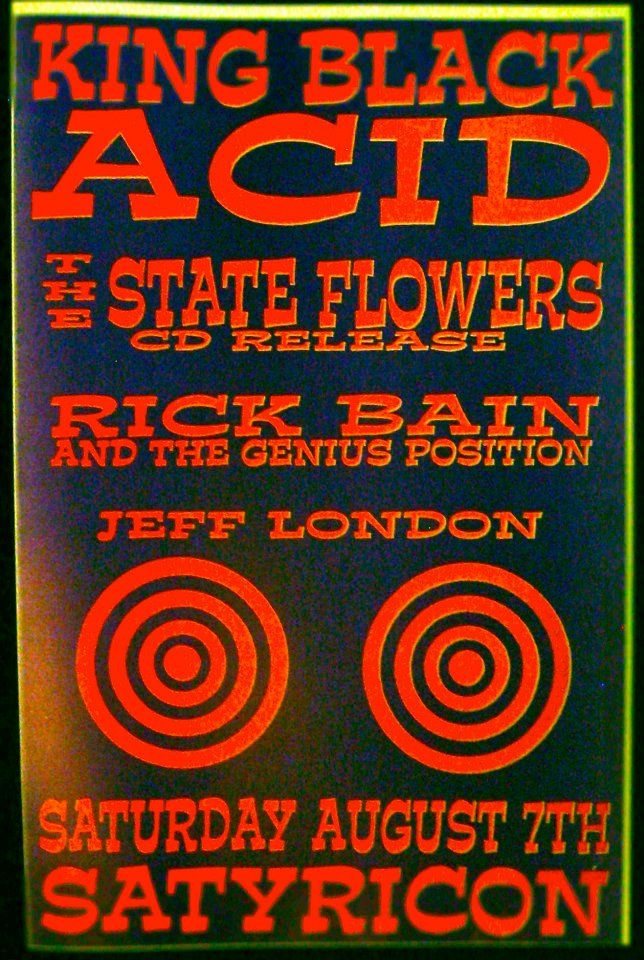 KING BLACK
ACID
THE STATE FLOWERS
CD RELEASE
RICK BAIN
AND THE GENIUS POSITION
JEFF LONDON
SATURDAY AUGUST 7TH
SATYRICON